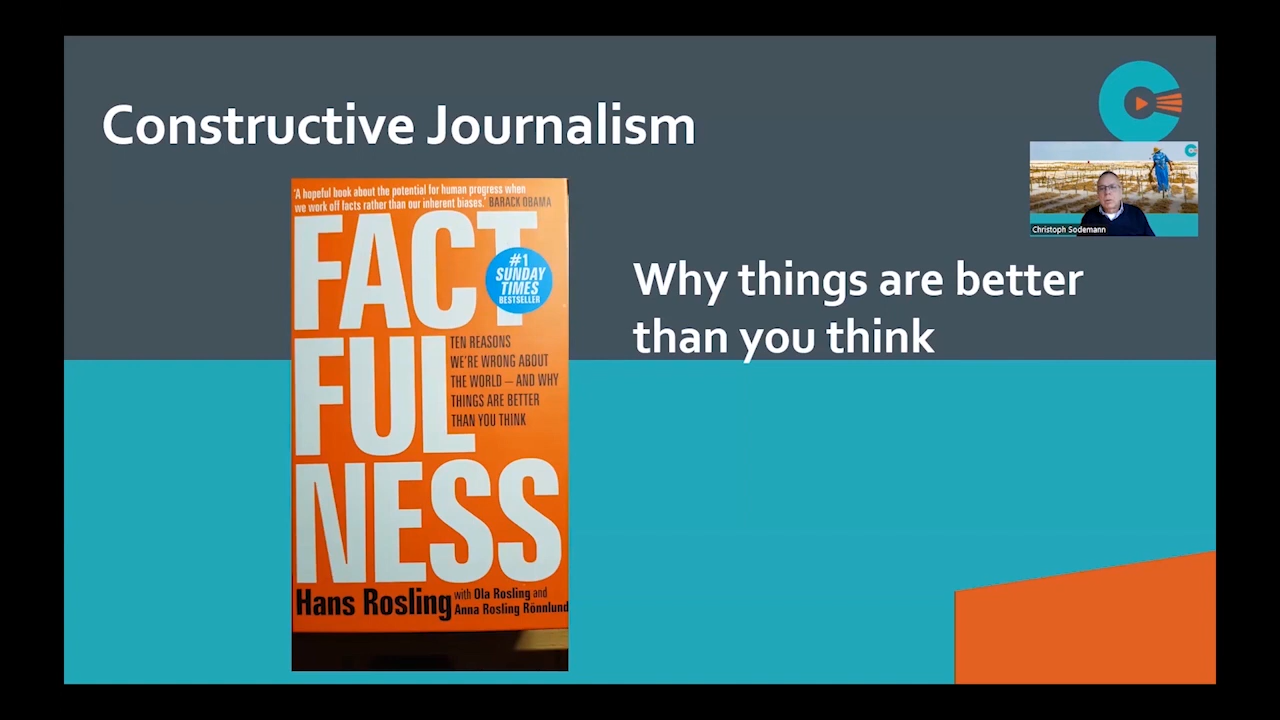 Constructive Journalism
'A hopeful book about the potential for human progress when
we work off facts rather than our inherent biases.' BARACK OBAMA
FACT
FUL
NESS
#1
SUNDAY
TIMES
BESTSELLER
TEN REASONS
WE'RE WRONG ABOUT
THE WORLD – AND WHY
THINGS ARE BETTER
THAN YOU THINK
Hans Rosling with Ola Rosling and
Anna Rosling Rönnlund
Christoph Sodemann
Why things are better
than you think